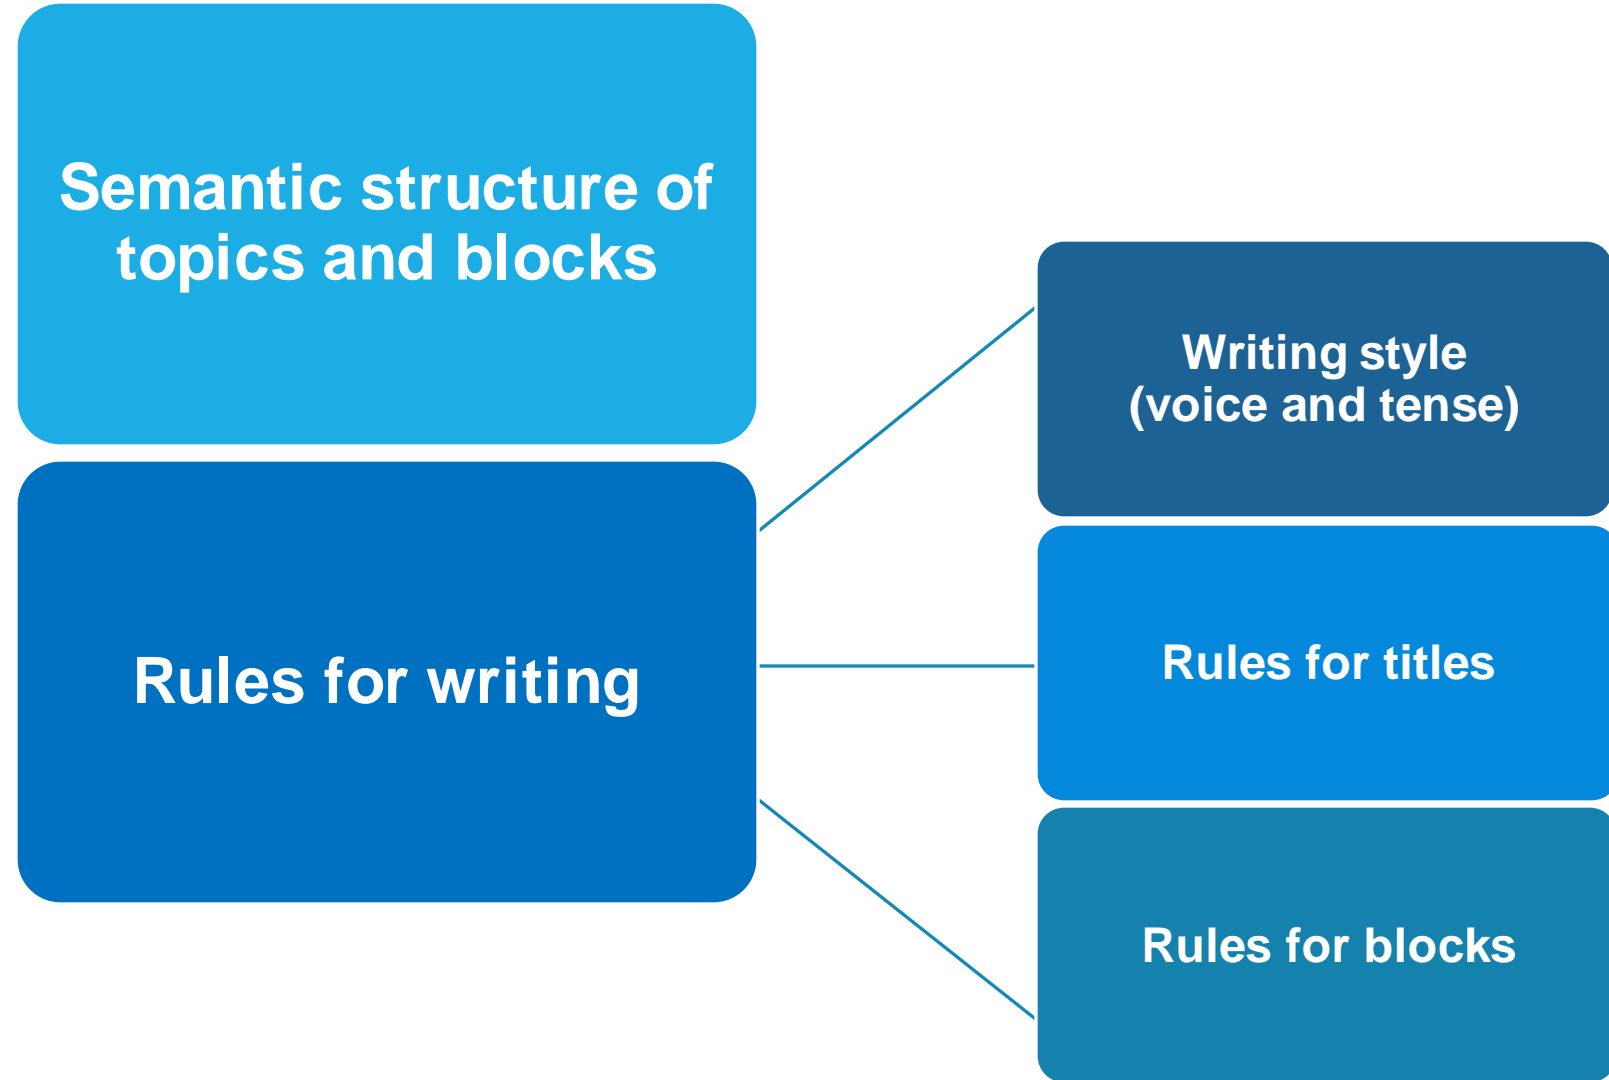 Semantic structure of
topics and blocks
Rules for writing
Writing style
(voice and tense)
Rules for titles
Rules for blocks